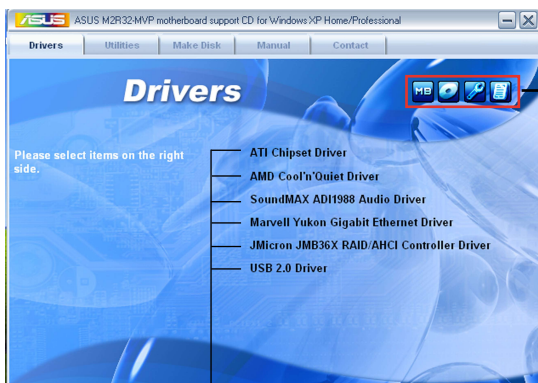 ASUS ASUS M2R32-MVP motherboard support CD for Windows XP Home/Professional
Drivers Utilities Make Disk Manual Contact
Drivers
MB
Please select items on the right
side.
ATI Chipset Driver
AMD Cool'n'Quiet Driver
SoundMAX ADI1988 Audio Driver
Marvell Yukon Gigabit Ethernet Driver
JMicron JMB36X RAID/AHCI Controller Driver
USB 2.0 Driver